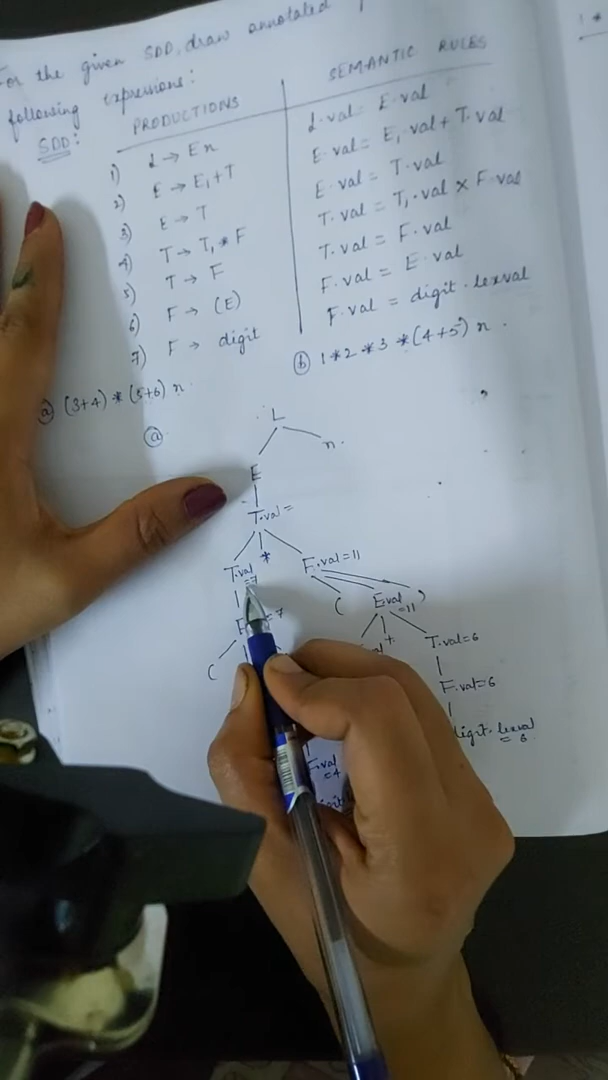 For the given SDD, draw annotated
following expressions:
SDD:
PRODUCTIONS
SEMANTIC RULES
1) L → En
L.val = E.val
2) E → E₁ + T
E.val = E₁.val + T.val
3) E → T
E.val = T.val
4) T → T₁ * F
T.val = T₁.val × F.val
5) T → F
T.val = F.val
6) F → (E)
F.val = E.val
7) F → digit
F.val = digit.lexval
ⓐ (3+4) * (5+6) n.
ⓑ 1*2*3*(4+5) n.
ⓐ
L
E
n.
T.val =
T.val =7
*
F.val = 11
=7
(
E.val =11
)
(
+
T.val=6
F.val=6
digit.lexval = 6
F.val =4
1 *